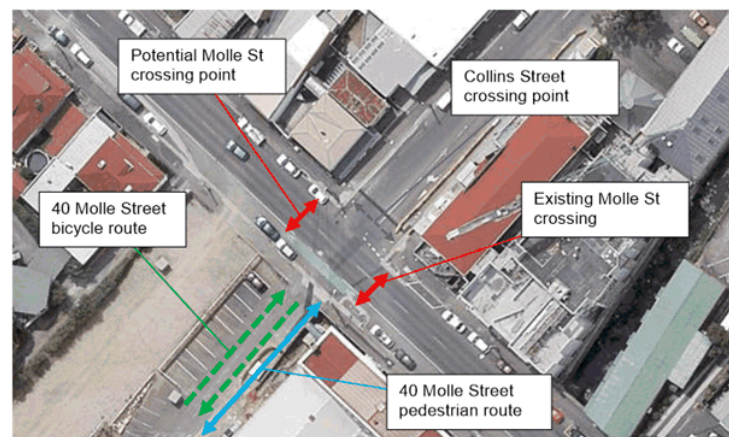 Potential Molle St
crossing point
Collins Street
crossing point
40 Molle Street
bicycle route
Existing Molle St
crossing
40 Molle Street
pedestrian route